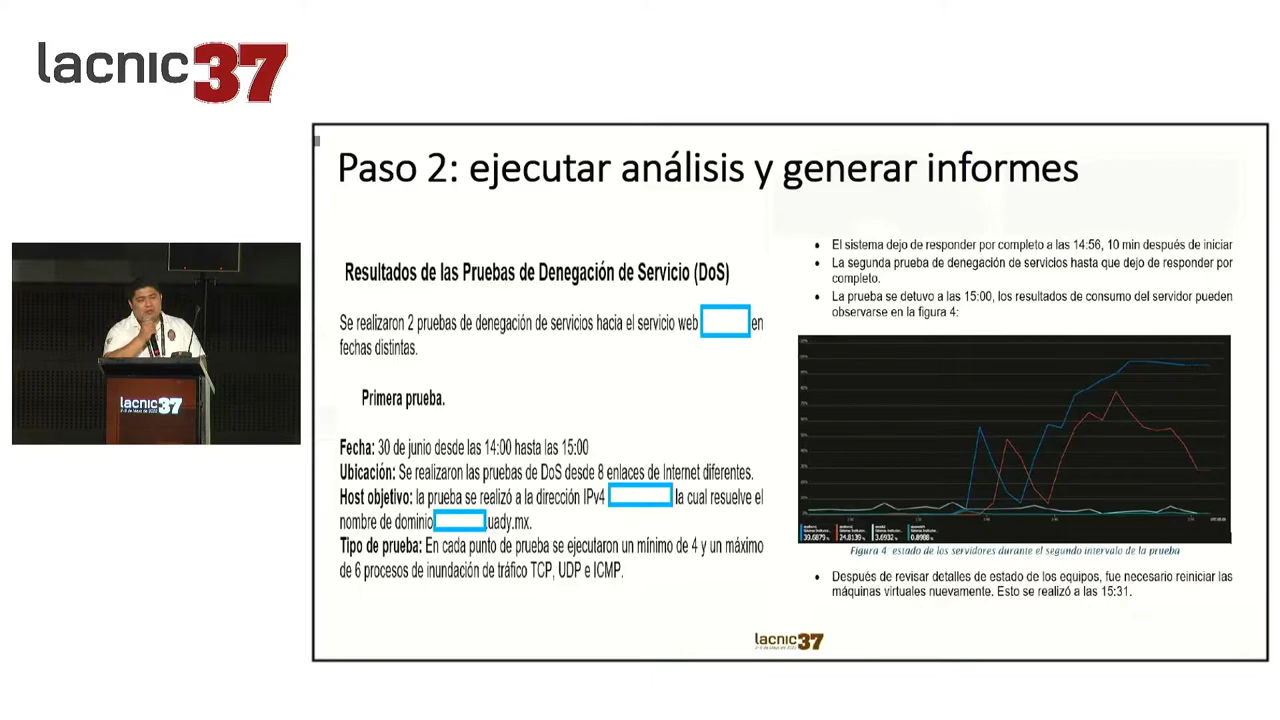 lacnic37
Paso 2: ejecutar análisis y generar informes
Resultados de las Pruebas de Denegación de Servicio (DoS)
Se realizaron 2 pruebas de denegación de servicios hacia el servicio web en
fechas distintas.
Primera prueba.
Fecha: 30 de junio desde las 14:00 hasta las 15:00
Ubicación: Se realizaron las pruebas de DoS desde 8 enlaces de Internet diferentes.
Host objetivo: la prueba se realizó a la dirección IPv4 la cual resuelve el
nombre de dominio .uady.mx.
Tipo de prueba: En cada punto de prueba se ejecutaron un mínimo de 4 y un máximo
de 6 procesos de inundación de tráfico TCP, UDP e ICMP.
• El sistema dejo de responder por completo a las 14:56, 10 min después de iniciar
• La segunda prueba de denegación de servicios hasta que dejo de responder por
completo.
• La prueba se detuvo a las 15:00, los resultados de consumo del servidor pueden
observarse en la figura 4:
39.6879% 24.8139% 3.6932 % 0.8988 %
Figura 4: estado de los servidores durante el segundo intervalo de la prueba
• Después de revisar detalles de estado de los equipos, fue necesario reiniciar las
máquinas virtuales nuevamente. Esto se realizó a las 15:31.
lacnic37
lacnic37